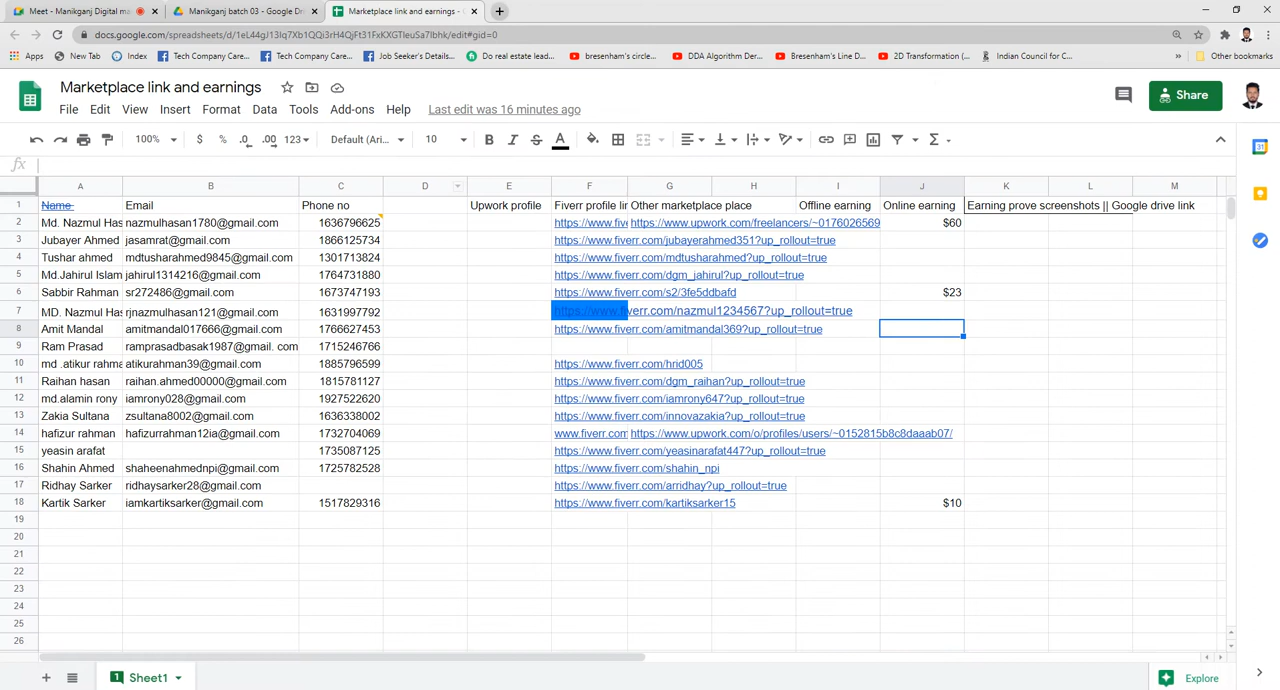 Meet - Manikganj Digital ma
Manikganj batch 03 - Google Dri
Marketplace link and earnings - G
docs.google.com/spreadsheets/d/1eL44gJ13Iq7Xb1QQi3rH4QjFt31FxKXGTIeuSa7Ibhk/edit#gid=0
Apps New Tab Index Tech Company Care... Tech Company Care... Job Seeker's Details... Do real estate lead... bresenham's circle... DDA Algorithm Der... Bresenham's Line D... 2D Transformation (... Indian Council for C... » Other bookmarks
Marketplace link and earnings
File Edit View Insert Format Data Tools Add-ons Help Last edit was 16 minutes ago
Share
100% $ % .0 .00 123 Default (Ari... 10 B I S A Σ
fx
A B C D E F G H I J K L M
1 Name Email Phone no Upwork profile Fiverr profile lin Other marketplace place Offline earning Online earning Earning prove screenshots || Google drive link
2 Md. Nazmul Has nazmulhasan1780@gmail.com 1636796625 https://www.five https://www.upwork.com/freelancers/~0176026569 $60
3 Jubayer Ahmed jasamrat@gmail.com 1866125734 https://www.fiverr.com/jubayerahmed351?up_rollout=true
4 Tushar ahmed mdtusharahmed9845@gmail.com 1301713824 https://www.fiverr.com/mdtusharahmed?up_rollout=true
5 Md.Jahirul Islam jahirul1314216@gmail.com 1764731880 https://www.fiverr.com/dgm_jahirul?up_rollout=true
6 Sabbir Rahman sr272486@gmail.com 1673747193 https://www.fiverr.com/s2/3fe5ddbafd $23
7 MD. Nazmul Has rjnazmulhasan121@gmail.com 1631997792 https://www.fiverr.com/nazmul1234567?up_rollout=true
8 Amit Mandal amitmandal017666@gmail.com 1766627453 https://www.fiverr.com/amitmandal369?up_rollout=true
9 Ram Prasad ramprasadbasak1987@gmail. com 1715246766
10 md .atikur rahma atikurahman39@gmail.com 1885796599 https://www.fiverr.com/hrid005
11 Raihan hasan raihan.ahmed00000@gmail.com 1815781127 https://www.fiverr.com/dgm_raihan?up_rollout=true
12 md.alamin rony iamrony028@gmail.com 1927522620 https://www.fiverr.com/iamrony647?up_rollout=true
13 Zakia Sultana zsultana8002@gmail.com 1636338002 https://www.fiverr.com/innovazakia?up_rollout=true
14 hafizur rahman hafizurrahman12ia@gmail.com 1732704069 www.fiverr.com https://www.upwork.com/o/profiles/users/~0152815b8c8daaab07/
15 yeasin arafat 1735087125 https://www.fiverr.com/yeasinarafat447?up_rollout=true
16 Shahin Ahmed shaheenahmednpi@gmail.com 1725782528 https://www.fiverr.com/shahin_npi
17 Ridhay Sarker ridhaysarker28@gmail.com https://www.fiverr.com/arridhay?up_rollout=true
18 Kartik Sarker iamkartiksarker@gmail.com 1517829316 https://www.fiverr.com/kartiksarker15 $10
19
20
21
22
23
24
25
26
1 Sheet1 Explore